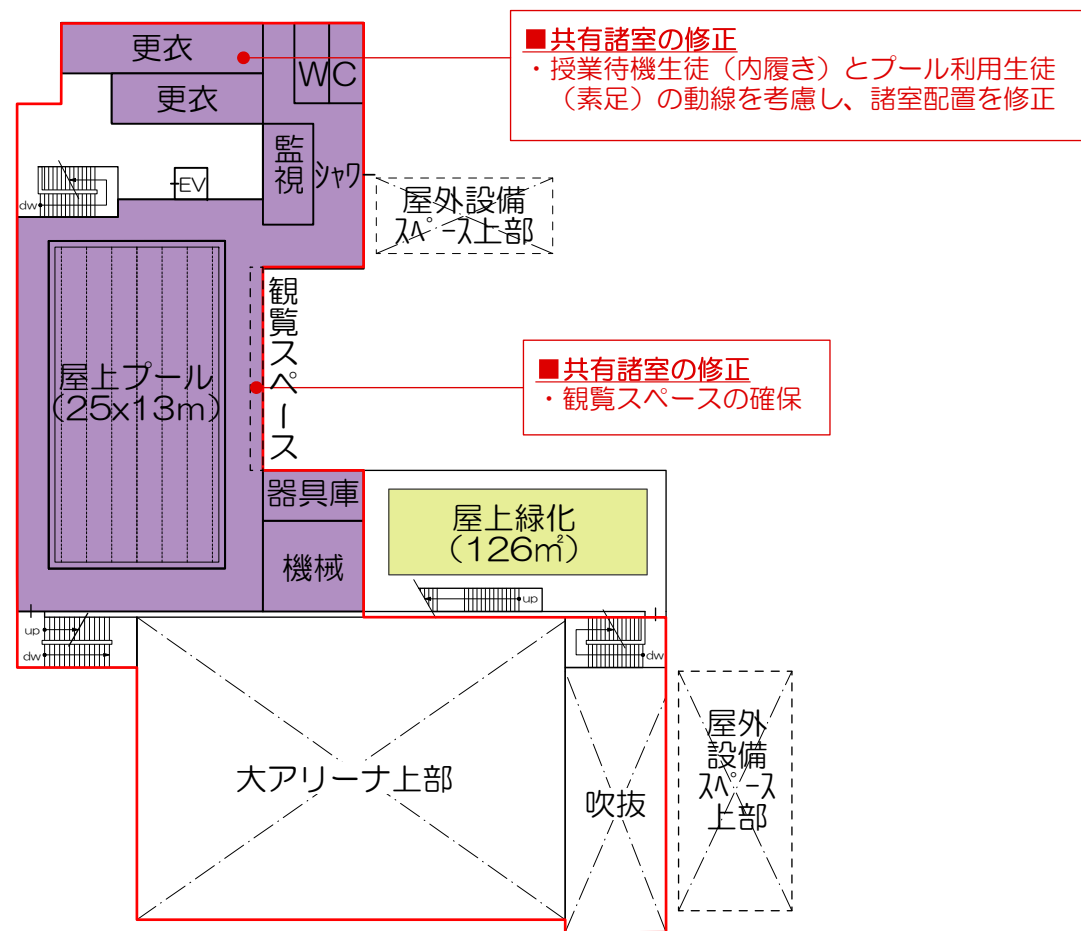 更衣
更衣
WC
監視
シャワー
EV
dw
屋外設備
スペース上部
■共有諸室の修正
・授業待機生徒（内履き）とプール利用生徒
（素足）の動線を考慮し、諸室配置を修正
観覧スペース
屋上プール
(25x13m)
■共有諸室の修正
・観覧スペースの確保
器具庫
機械
屋上緑化
(126㎡)
up
up
dw
dw
大アリーナ上部
吹抜
屋外
設備
スペース
上部